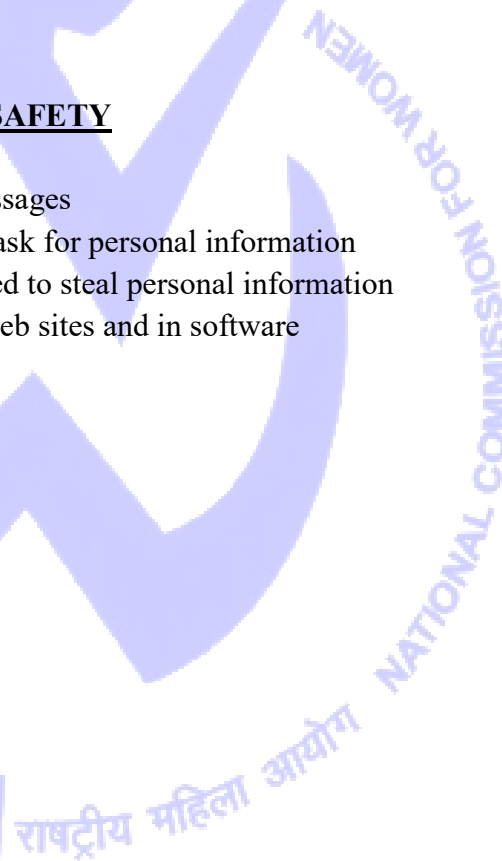 SAFETY
ssages
ask for personal information
ed to steal personal information
eb sites and in software
NATIONAL COMMISSION FOR WOMEN
राष्ट्रीय महिला आयोग